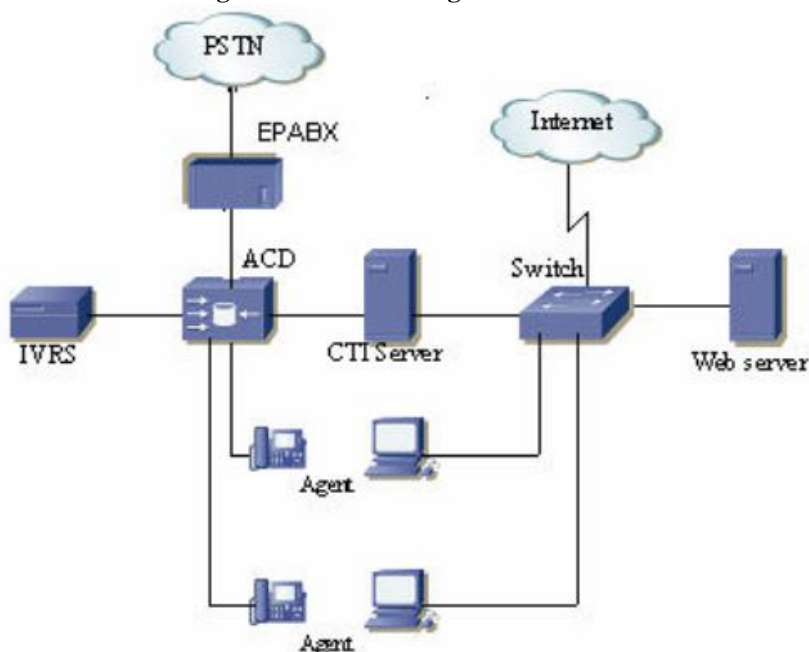 PSTN
EPABX
Internet
ACD
Switch
IVRS
CTI Server
Web server
Agent
Agent